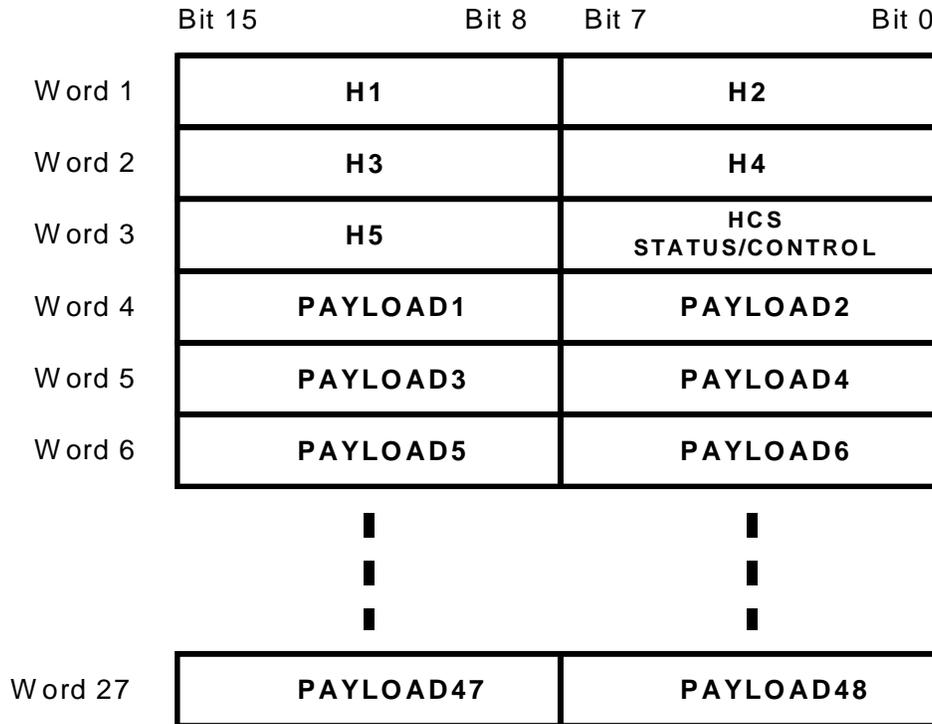 Bit 15 Bit 8 Bit 7 Bit 0
Word 1 H1 H2
Word 2 H3 H4
Word 3 H5 HCS
STATUS/CONTROL
Word 4 PAYLOAD1 PAYLOAD2
Word 5 PAYLOAD3 PAYLOAD4
Word 6 PAYLOAD5 PAYLOAD6
Word 27 PAYLOAD47 PAYLOAD48